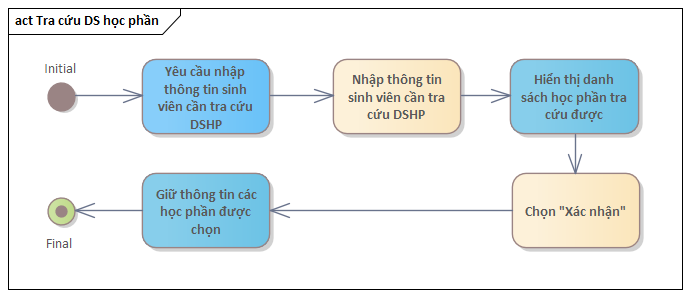 act Tra cứu DS học phần
Initial
Yêu cầu nhập
thông tin sinh
viên cần tra cứu
DSHP
Nhập thông tin
sinh viên cần tra
cứu DSHP
Hiển thị danh
sách học phần tra
cứu được
Chọn "Xác nhận"
Giữ thông tin các
học phần được
chọn
Final